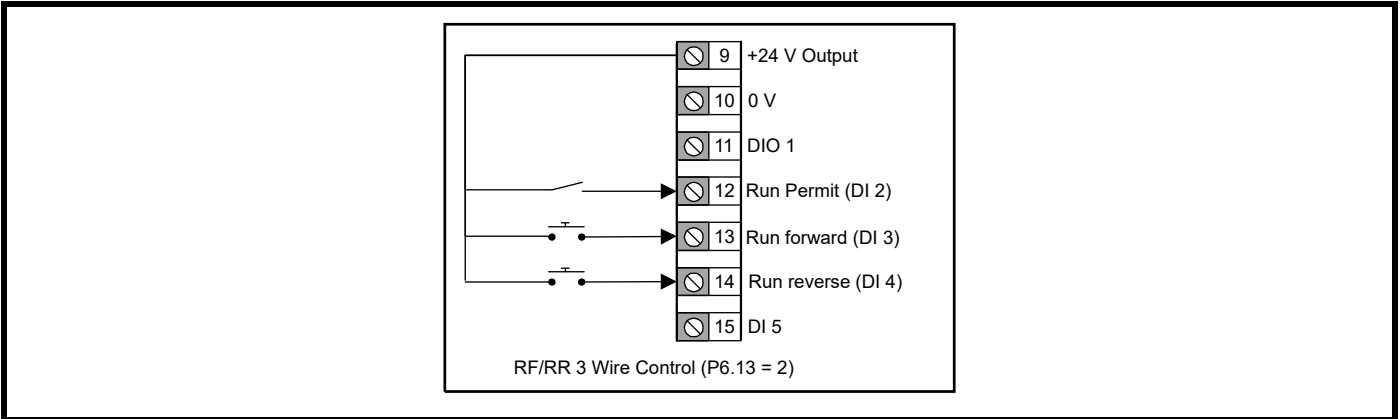 9 +24 V Output
10 0 V
11 DIO 1
12 Run Permit (DI 2)
13 Run forward (DI 3)
14 Run reverse (DI 4)
15 DI 5
RF/RR 3 Wire Control (P6.13 = 2)